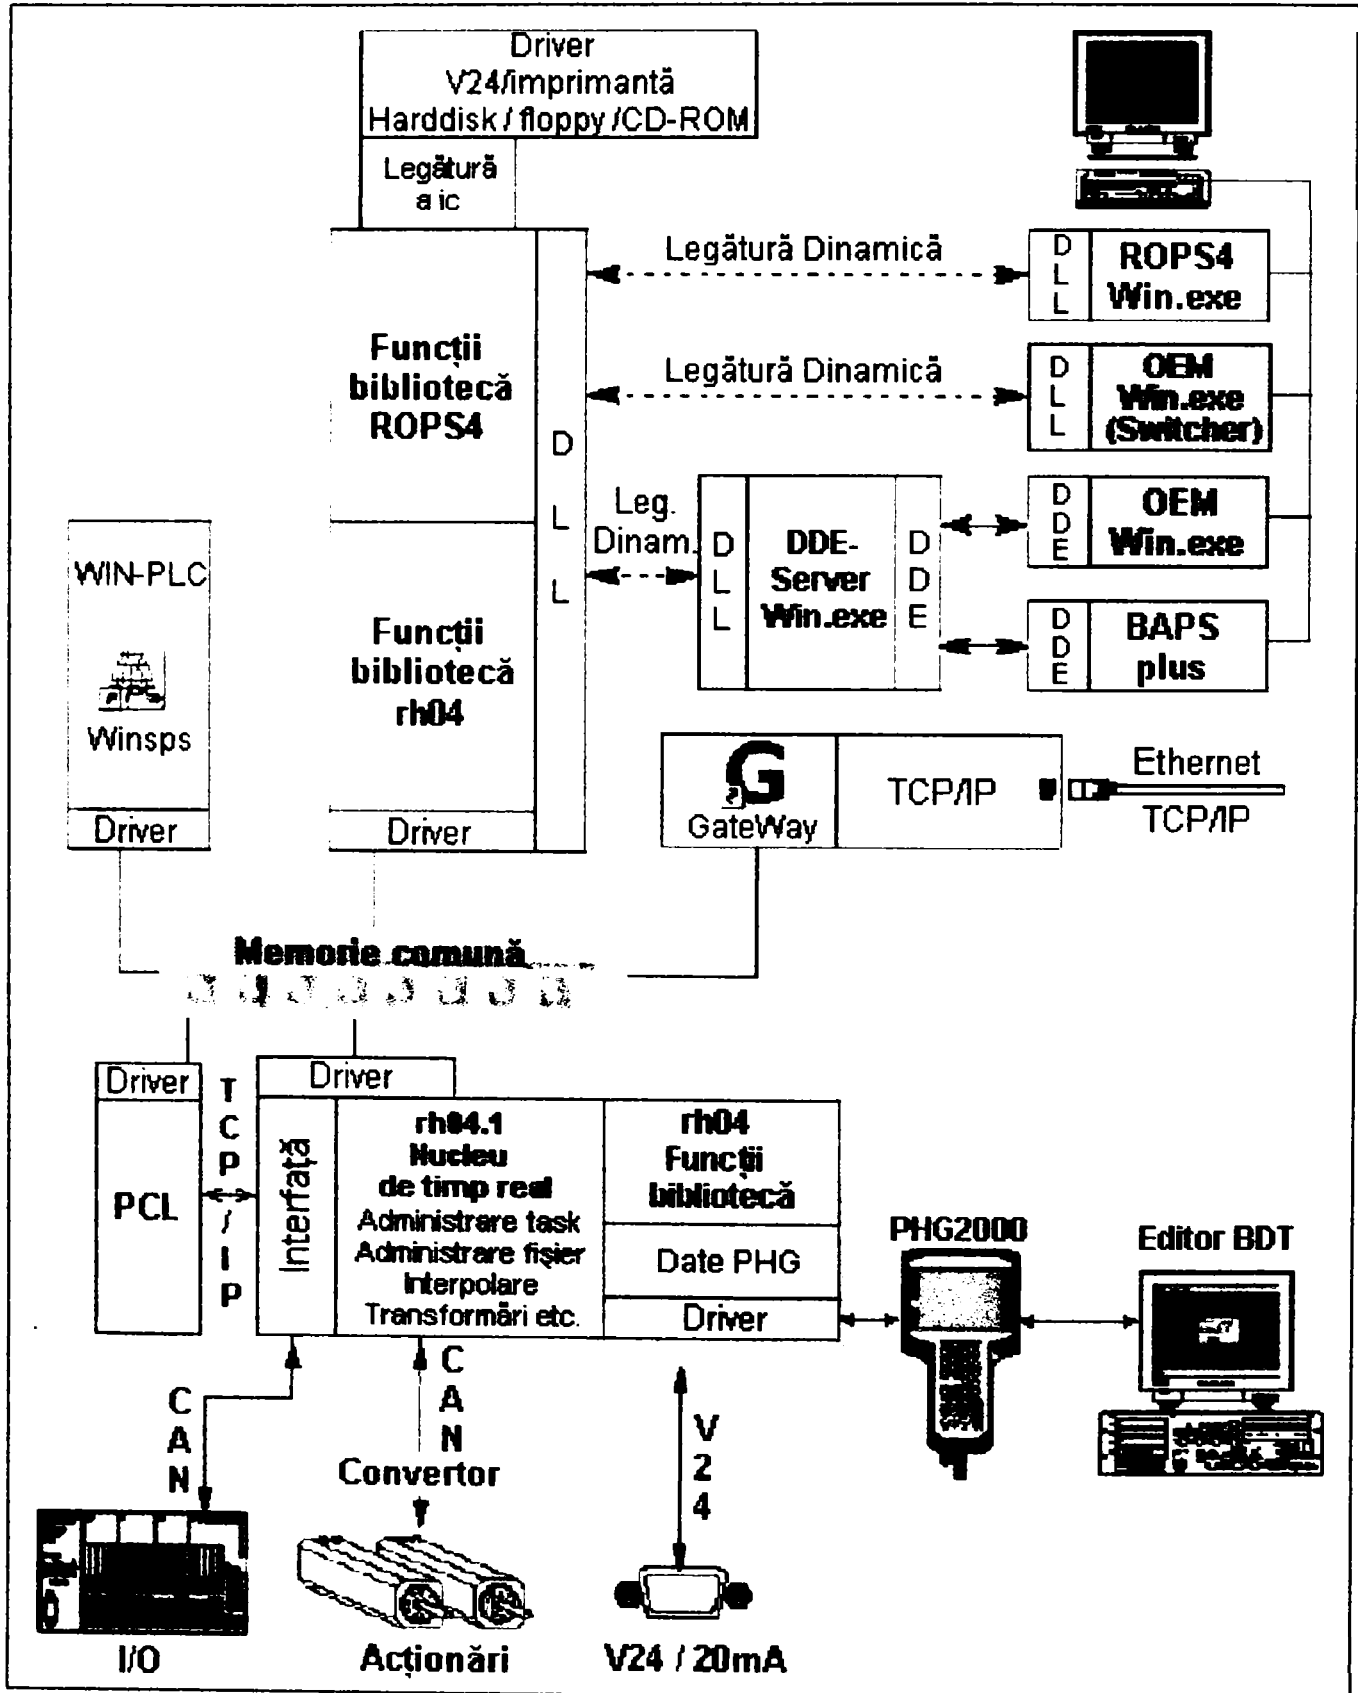 Driver
V24/imprimantă
Harddisk / floppy /CD-ROM
Legătură
a ic
Funcții
bibliotecă
ROPS4
D
L
L
Legătură Dinamică
D
L
L
ROPS4
Win.exe
Legătură Dinamică
D
L
L
OEM
Win.exe
(Switcher)
Leg.
Dinam.
D
L
L
DDE-
Server
Win.exe
D
D
E
D
D
E
OEM
Win.exe
D
D
E
BAPS
plus
WIN-PLC
Winsps
Driver
Funcții
bibliotecă
rh04
Driver
G
GateWay
TCP/IP
Ethernet
TCP/IP
Memorie comună
Driver
PCL
T
C
P
/
I
P
Driver
Interfață
rh04.1
Nucleu
de timp real
Administrare task
Administrare fișier
Interpolare
Transformări etc.
rh04
Funcții
bibliotecă
Date PHG
Driver
PHG2000
Editor BDT
C
A
N
C
A
N
Convertor
V
2
4
I/O
Acționări
V24 / 20mA